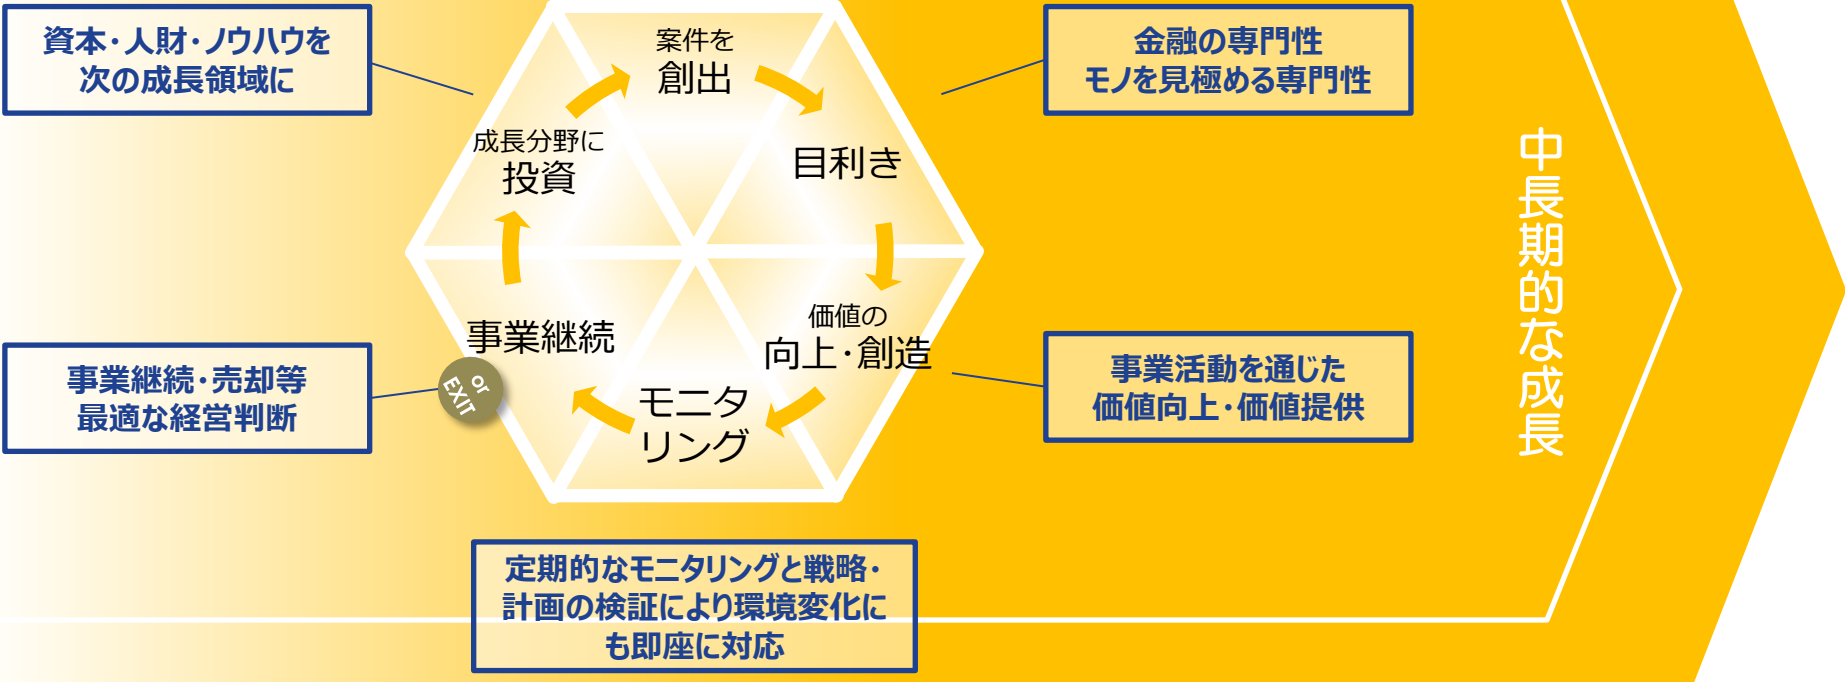 資本・人財・ノウハウを
次の成長領域に
案件を
創出
金融の専門性
モノを見極める専門性
成長分野に
投資
目利き
中長期的な成長
事業継続
価値の
向上・創造
or
EXIT
モニタ
リング
事業継続・売却等
最適な経営判断
事業活動を通じた
価値向上・価値提供
定期的なモニタリングと戦略・
計画の検証により環境変化に
も即座に対応